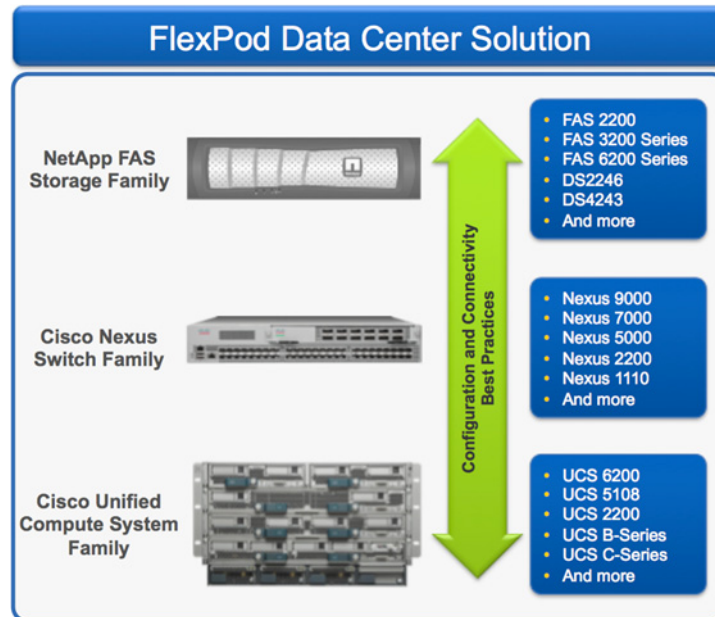 FlexPod Data Center Solution
NetApp FAS
Storage Family
FAS 2200
FAS 3200 Series
FAS 6200 Series
DS2246
DS4243
And more
Configuration and Connectivity
Best Practices
Cisco Nexus
Switch Family
Nexus 9000
Nexus 7000
Nexus 5000
Nexus 2200
Nexus 1110
And more
Cisco Unified
Compute System
Family
UCS 6200
UCS 5108
UCS 2200
UCS B-Series
UCS C-Series
And more